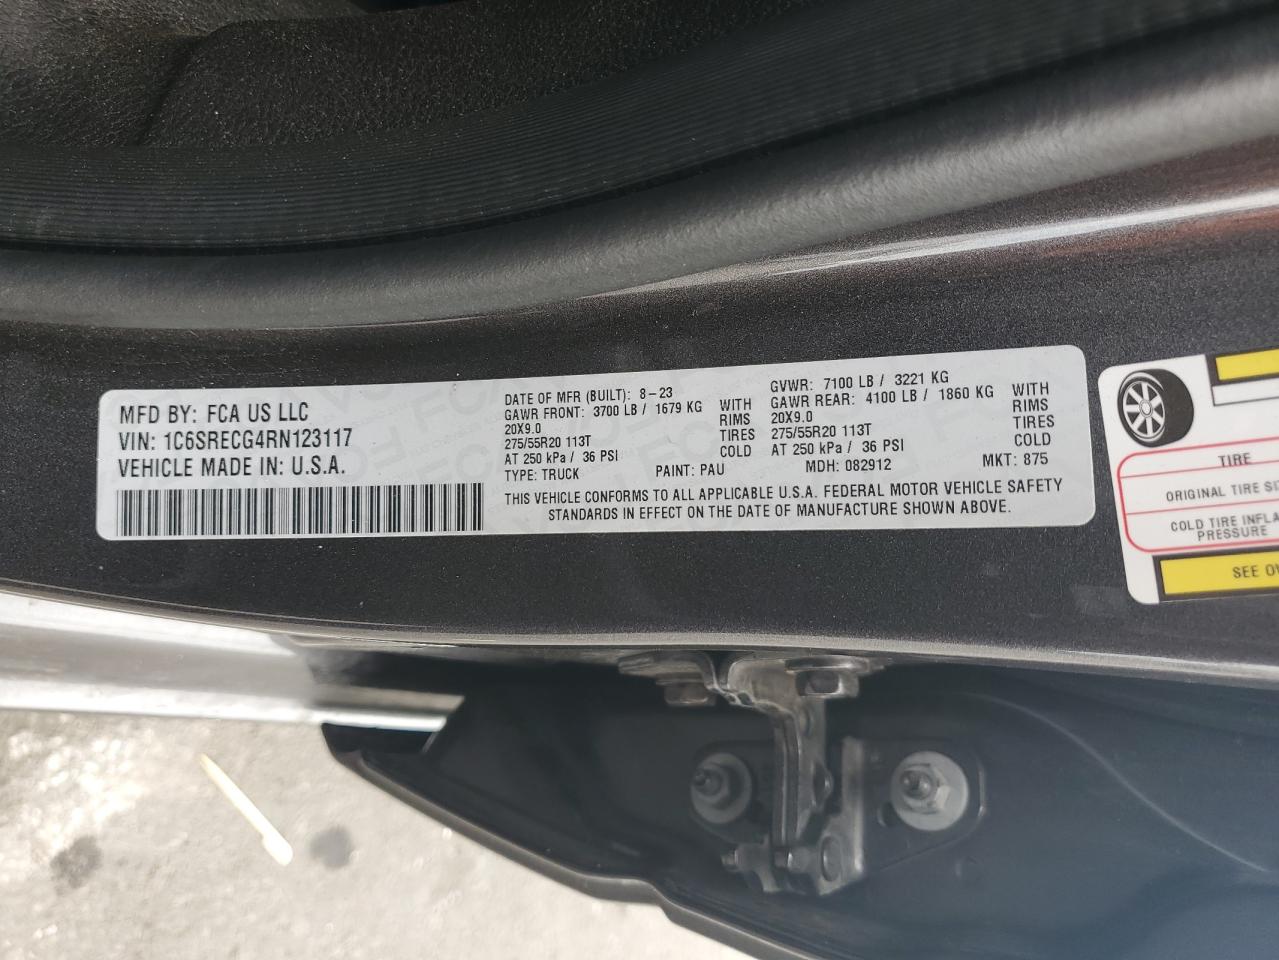 MFD BY: FCA US LLC
VIN: 1C6SRECG4RN123117
VEHICLE MADE IN: U.S.A.
DATE OF MFR (BUILT): 8-23 GVWR: 7100 LB / 3221 KG
GAWR FRONT: 3700 LB / 1679 KG WITH GAWR REAR: 4100 LB / 1860 KG WITH
20X9.0 RIMS 20X9.0 RIMS
275/55R20 113T TIRES 275/55R20 113T TIRES
AT 250 kPa / 36 PSI COLD AT 250 kPa / 36 PSI COLD
TYPE: TRUCK PAINT: PAU MDH: 082912 MKT: 875
THIS VEHICLE CONFORMS TO ALL APPLICABLE U.S.A. FEDERAL MOTOR VEHICLE SAFETY
STANDARDS IN EFFECT ON THE DATE OF MANUFACTURE SHOWN ABOVE.
TIRE
ORIGINAL TIRE
COLD TIRE
PRESSURE
SEE